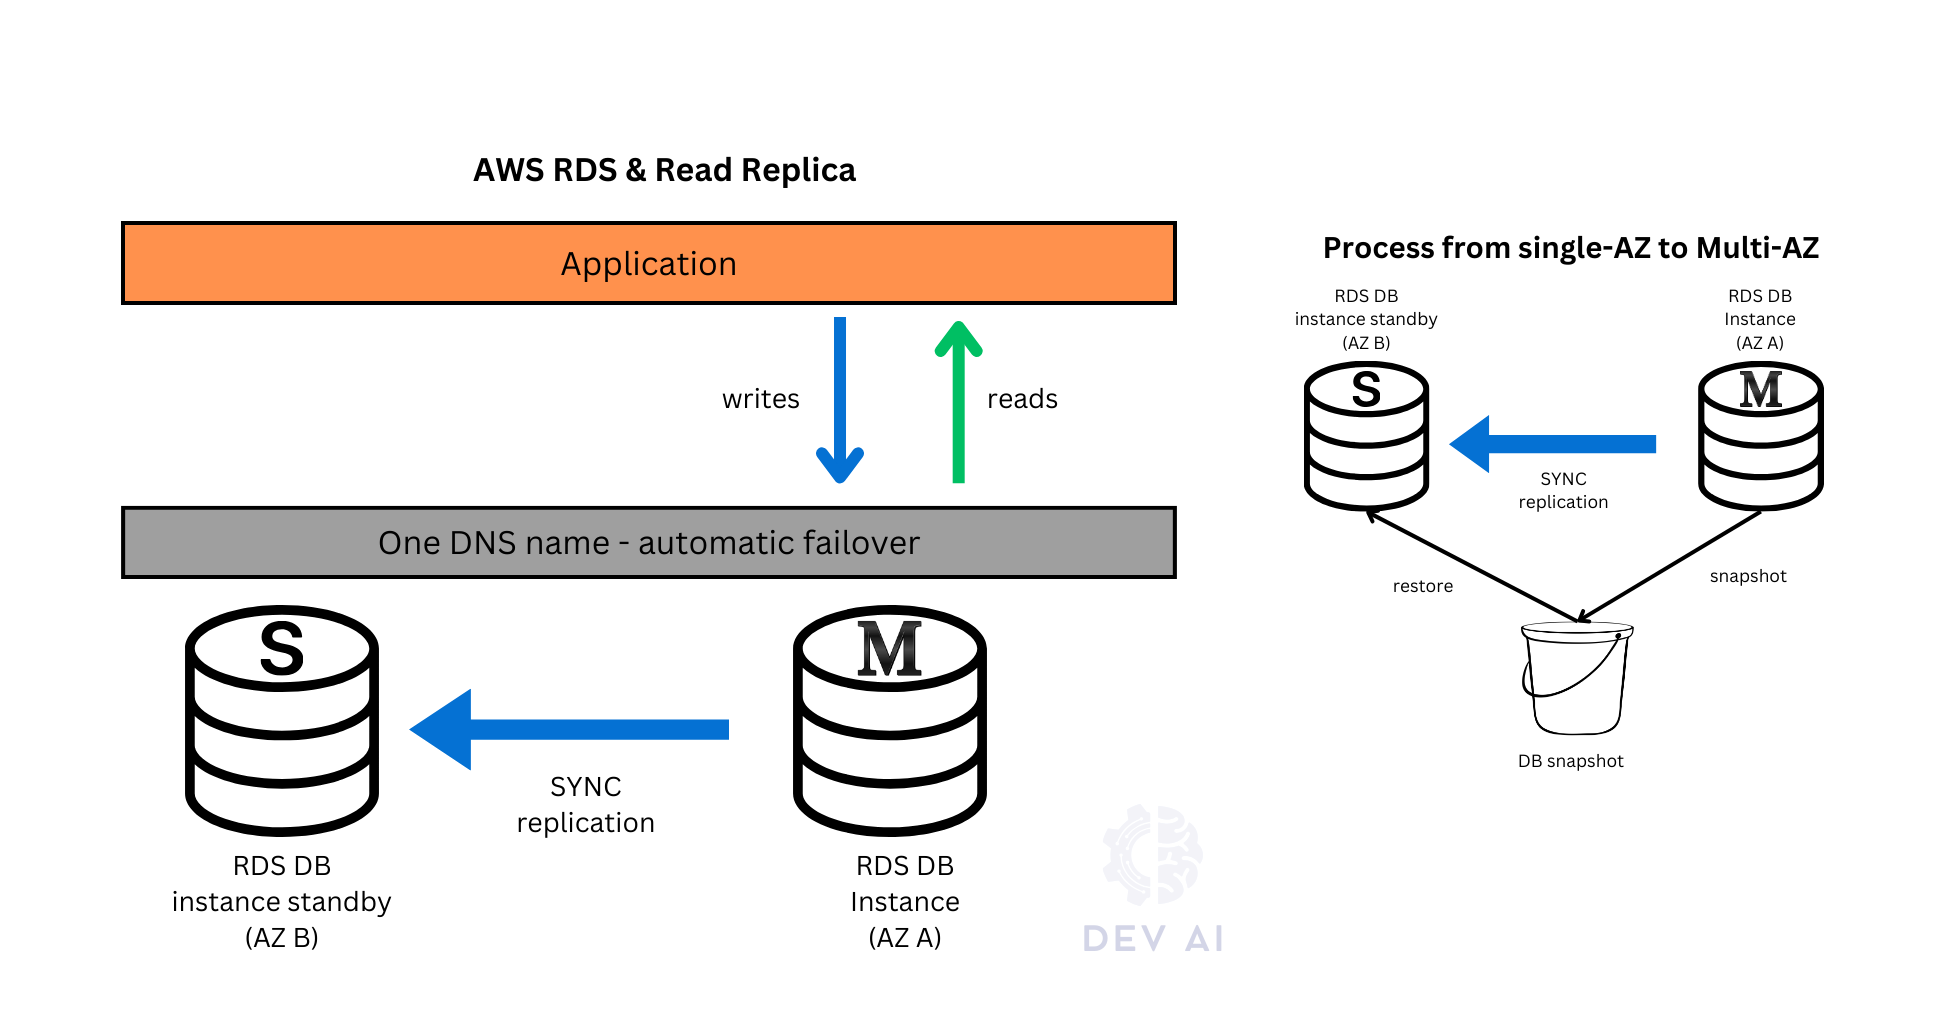 AWS RDS & Read Replica
Application
writes
reads
One DNS name - automatic failover
S
M
SYNC
replication
RDS DB
instance standby
(AZ B)
RDS DB
Instance
(AZ A)
DEV AI
Process from single-AZ to Multi-AZ
RDS DB
instance standby
(AZ B)
RDS DB
Instance
(AZ A)
S
M
SYNC
replication
restore
snapshot
DB snapshot